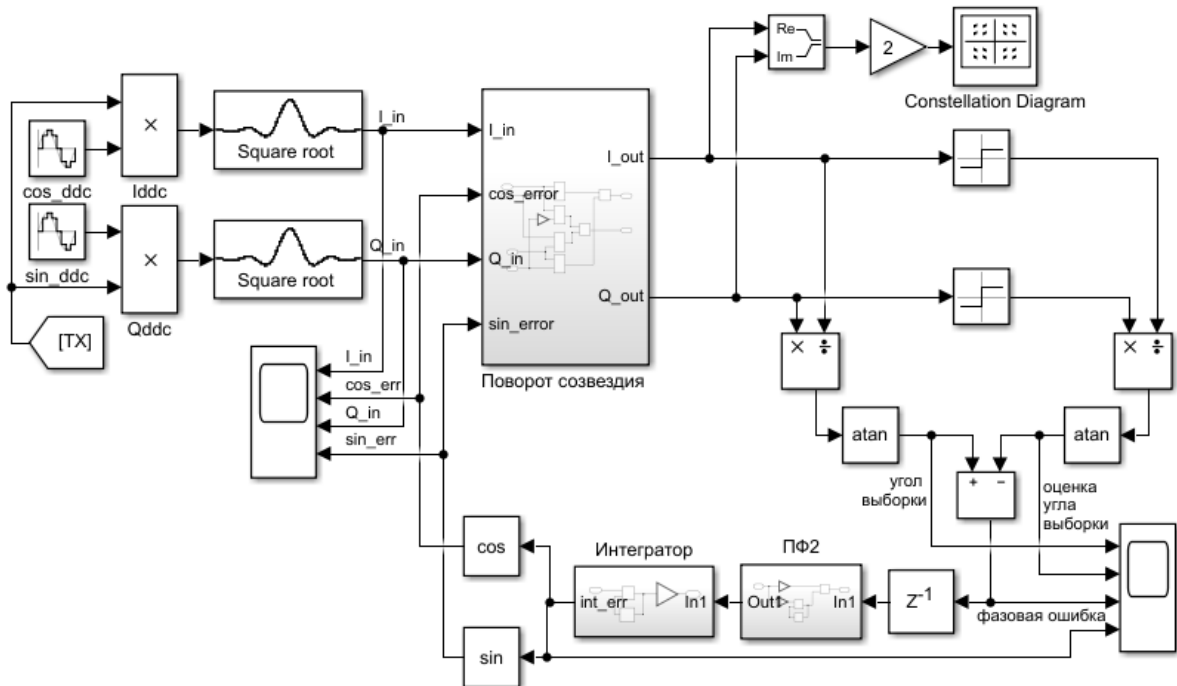 Re
Im
2
Constellation Diagram
I_in
×
Square root
cos_ddc
Iddc
I_in
I_out
cos_error
Q_in
×
Square root
sin_ddc
Qddc
Q_in
Q_out
sin_error
[TX]
Поворот созвездия
I_in
cos_err
Q_in
sin_err
× ÷
× ÷
atan
atan
угол
выборки
+ −
оценка
угла
выборки
cos
Интегратор
int_err
In1
ПФ2
Out1
In1
Z-1
фазовая ошибка
sin